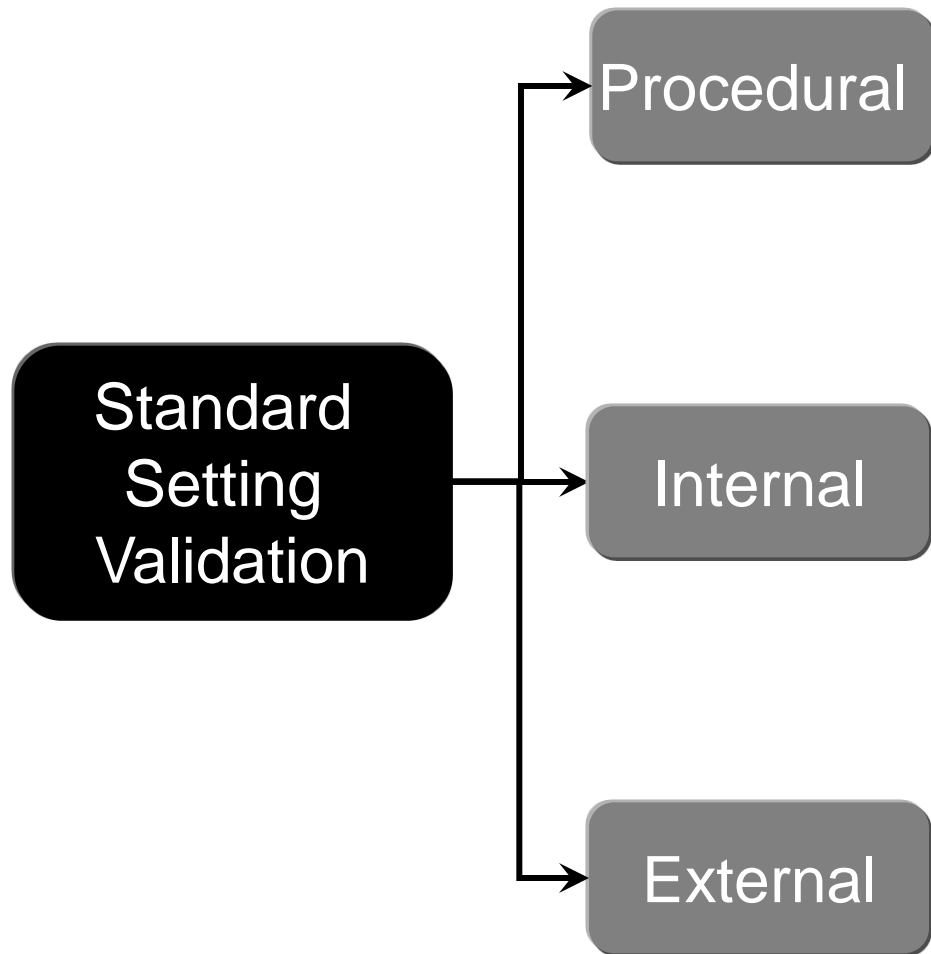 Procedural
Standard
Setting
Validation
Internal
External